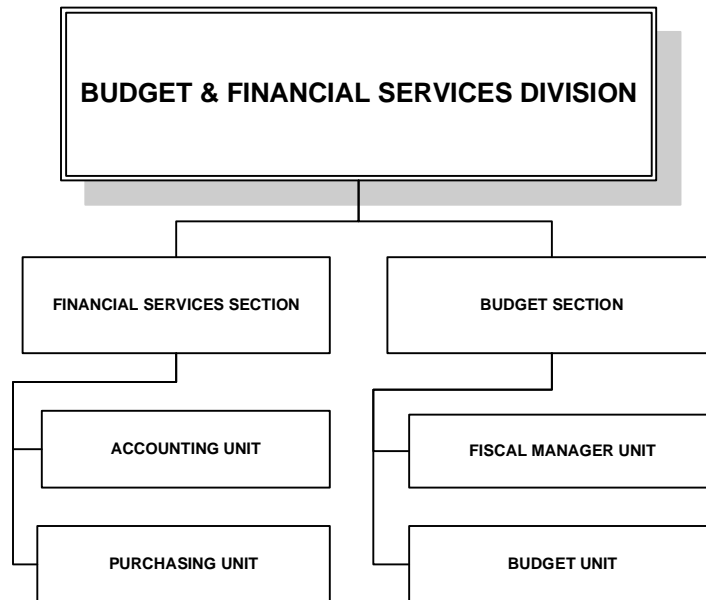 BUDGET & FINANCIAL SERVICES DIVISION
FINANCIAL SERVICES SECTION
BUDGET SECTION
ACCOUNTING UNIT
FISCAL MANAGER UNIT
PURCHASING UNIT
BUDGET UNIT